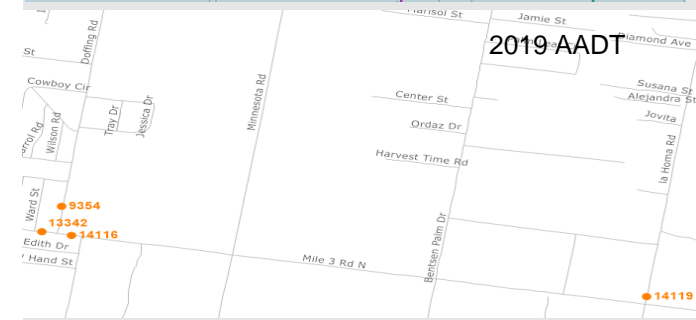 Marisol St
Jamie St
2019 AADT
Diamond Ave
Doffing Rd
St
Cowboy Cir
Minnesota Rd
Susana St
Alejandra St
Center St
Jovita
Tray Dr
Jessica Dr
Ordaz Dr
Wilson Rd
la Homa Rd
Harvest Time Rd
Ward St
9354
13342
14116
Edith Dr
Hand St
Mile 3 Rd N
Bentsen Palm Dr
14119